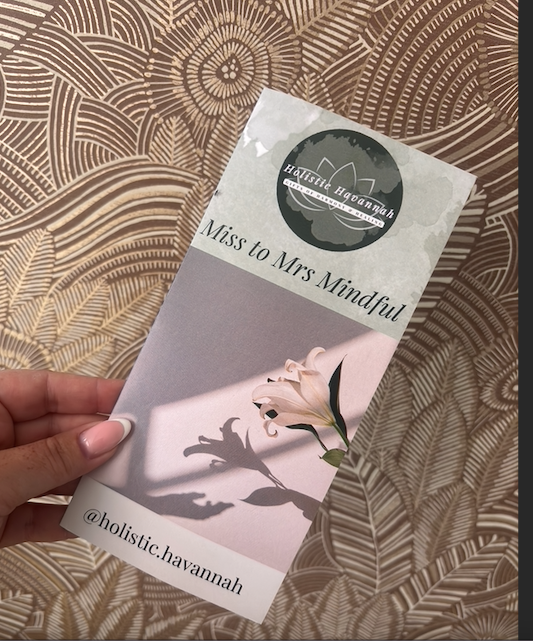 Holistic Havannah
Miss to Mrs Mindful
@holistic.havannah